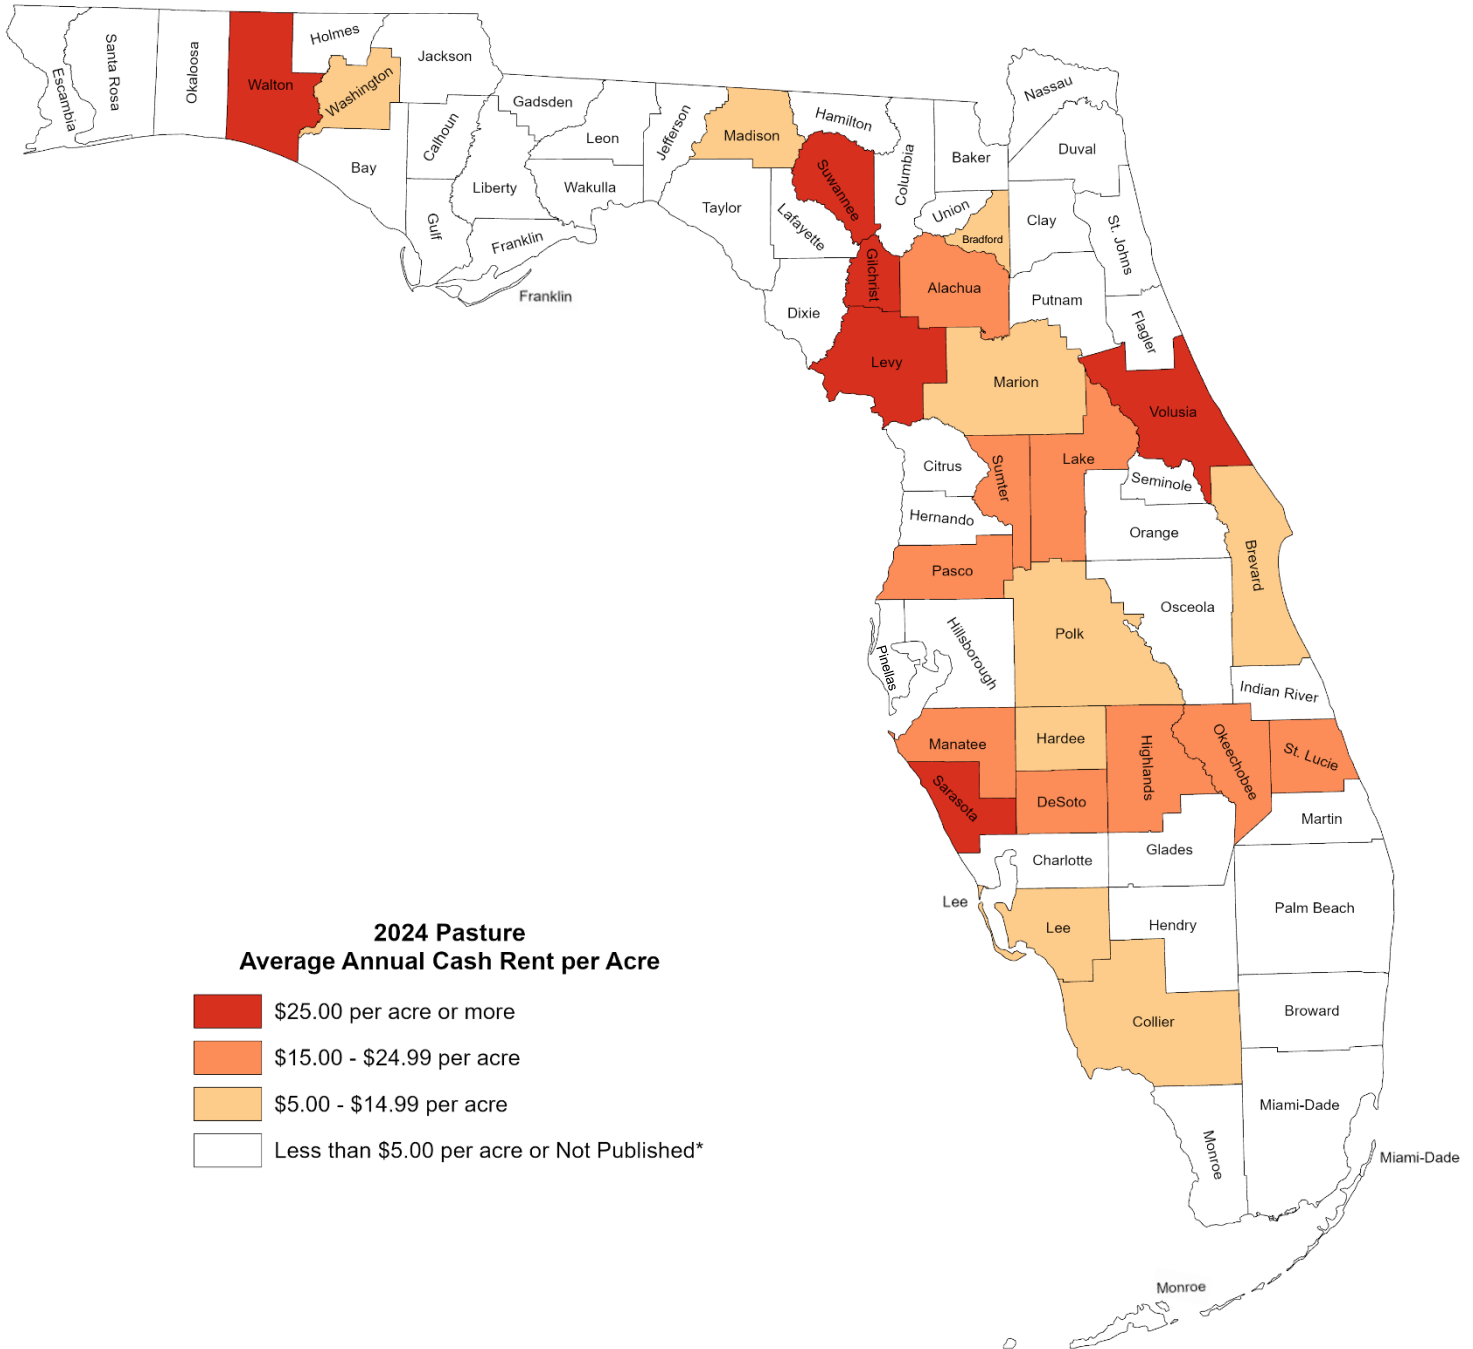 Holmes
Jackson
Santa Rosa
Okaloosa
Walton
Escambia
Washington
Nassau
Gadsden
Hamilton
Calhoun
Leon
Jefferson
Madison
Duval
Baker
Columbia
Bay
Liberty
Wakulla
Suwannee
Taylor
Union
Clay
Gulf
Franklin
Lafayette
Bradford
St. Johns
Franklin
Gilchrist
Alachua
Putnam
Dixie
Flagler
Levy
Marion
Volusia
Citrus
Sumter
Lake
Seminole
Hernando
Orange
Pasco
Brevard
Osceola
Polk
Hillsborough
Pinellas
Indian River
Manatee
Hardee
Highlands
Okeechobee
St. Lucie
Sarasota
DeSoto
Martin
Charlotte
Glades
Lee
Lee
Hendry
Palm Beach
2024 Pasture
Average Annual Cash Rent per Acre
$25.00 per acre or more
$15.00 - $24.99 per acre
$5.00 - $14.99 per acre
Less than $5.00 per acre or Not Published*
Collier
Broward
Miami-Dade
Monroe
Miami-Dade
Monroe